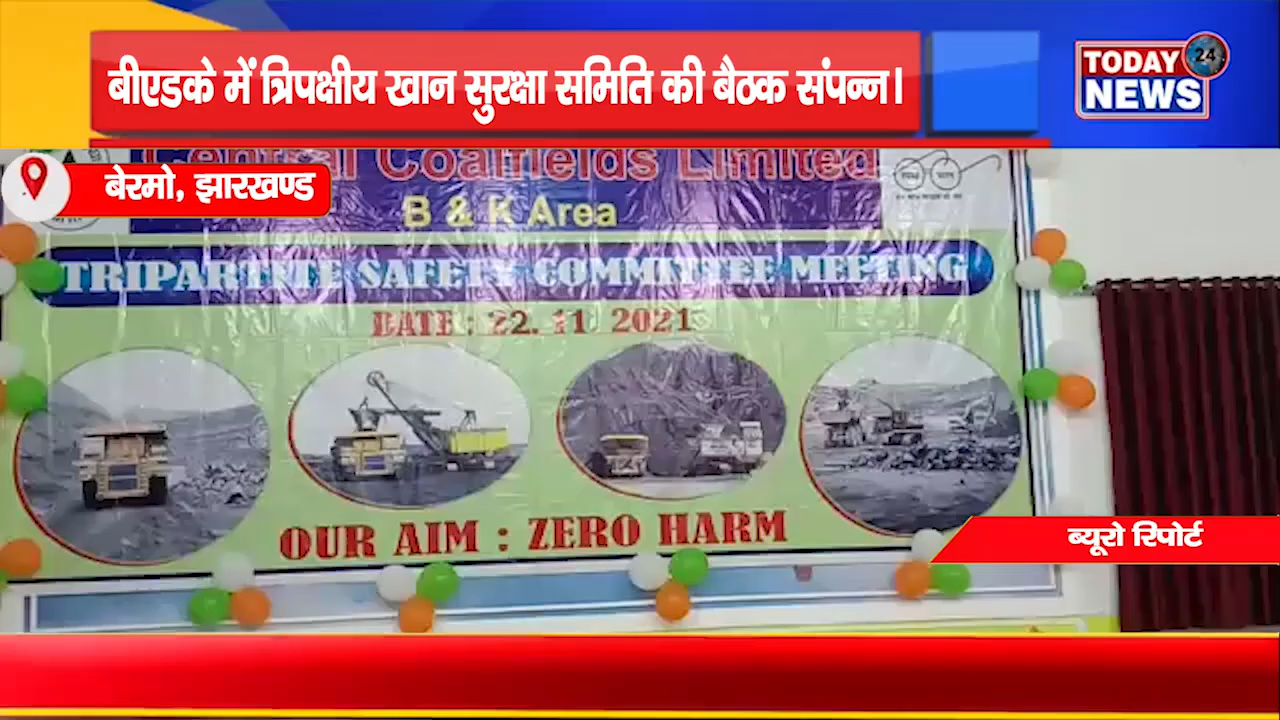 बीएडके में त्रिपक्षीय खान सुरक्षा समिति की बैठक संपन्न।
TODAY 24
NEWS
बेरमो, झारखण्ड
Central Coalfields Limited
B & K Area
TRIPARTITE SAFETY COMMITTEE MEETING
DATE : 22. 11 2021
OUR AIM : ZERO HARM
ब्यूरो रिपोर्ट